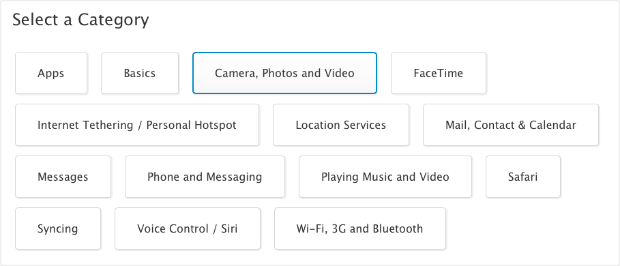 Select a Category
Apps Basics Camera, Photos and Video FaceTime
Internet Tethering / Personal Hotspot Location Services Mail, Contact & Calendar
Messages Phone and Messaging Playing Music and Video Safari
Syncing Voice Control / Siri Wi-Fi, 3G and Bluetooth